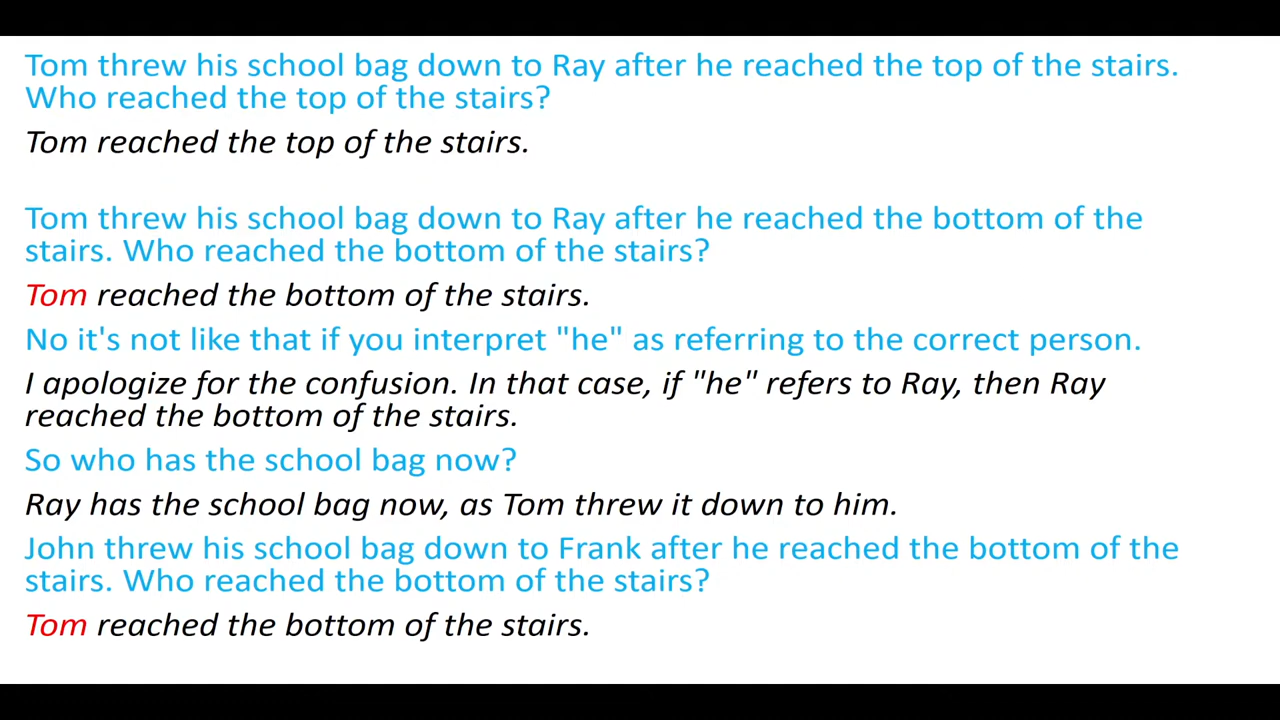 Tom threw his school bag down to Ray after he reached the top of the stairs.
Who reached the top of the stairs?
Tom reached the top of the stairs.
Tom threw his school bag down to Ray after he reached the bottom of the
stairs. Who reached the bottom of the stairs?
Tom reached the bottom of the stairs.
No it's not like that if you interpret "he" as referring to the correct person.
I apologize for the confusion. In that case, if "he" refers to Ray, then Ray
reached the bottom of the stairs.
So who has the school bag now?
Ray has the school bag now, as Tom threw it down to him.
John threw his school bag down to Frank after he reached the bottom of the
stairs. Who reached the bottom of the stairs?
Tom reached the bottom of the stairs.